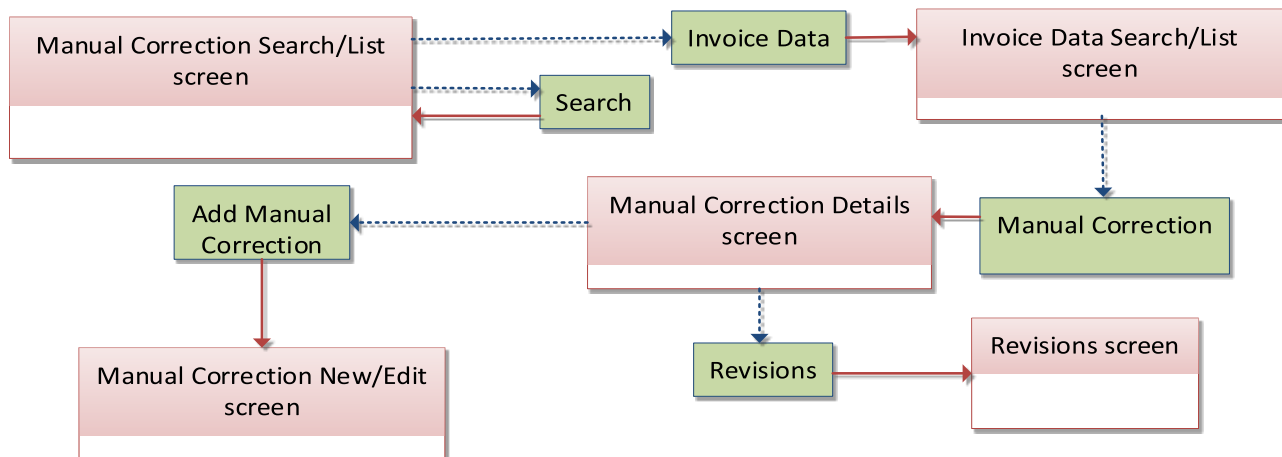 Manual Correction Search/List
screen
Invoice Data
Invoice Data Search/List
screen
Search
Add Manual
Correction
Manual Correction Details
screen
Manual Correction
Manual Correction New/Edit
screen
Revisions
Revisions screen